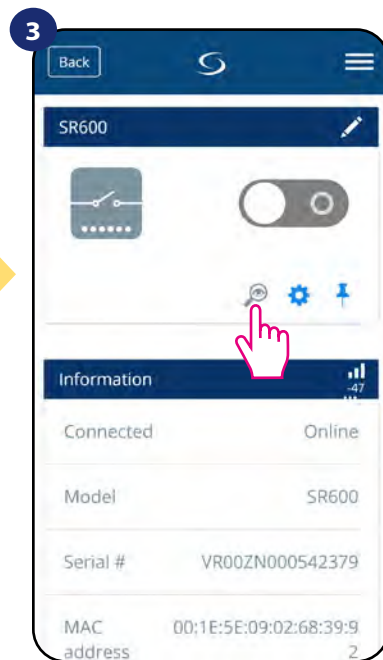 3
Back
SR600
Information
-47
Connected Online
Model SR600
Serial # VR00ZN000542379
MAC 00:1E:5E:09:02:68:39:9
address 2